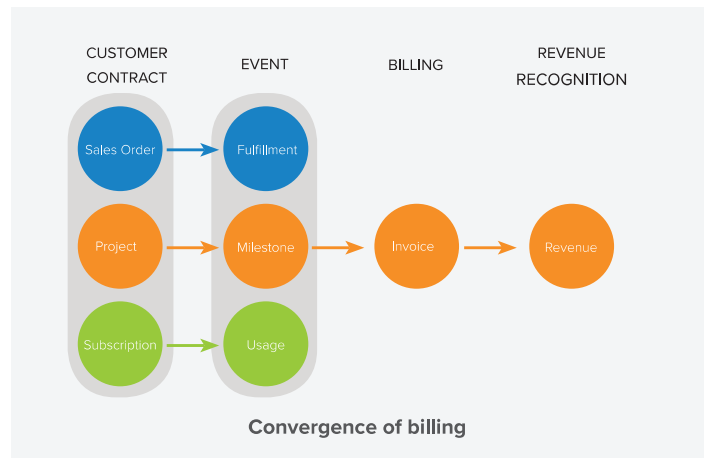 CUSTOMER
CONTRACT
EVENT
BILLING
REVENUE
RECOGNITION
Sales Order
Fulfillment
Project
Milestone
Invoice
Revenue
Subscription
Usage
Convergence of billing